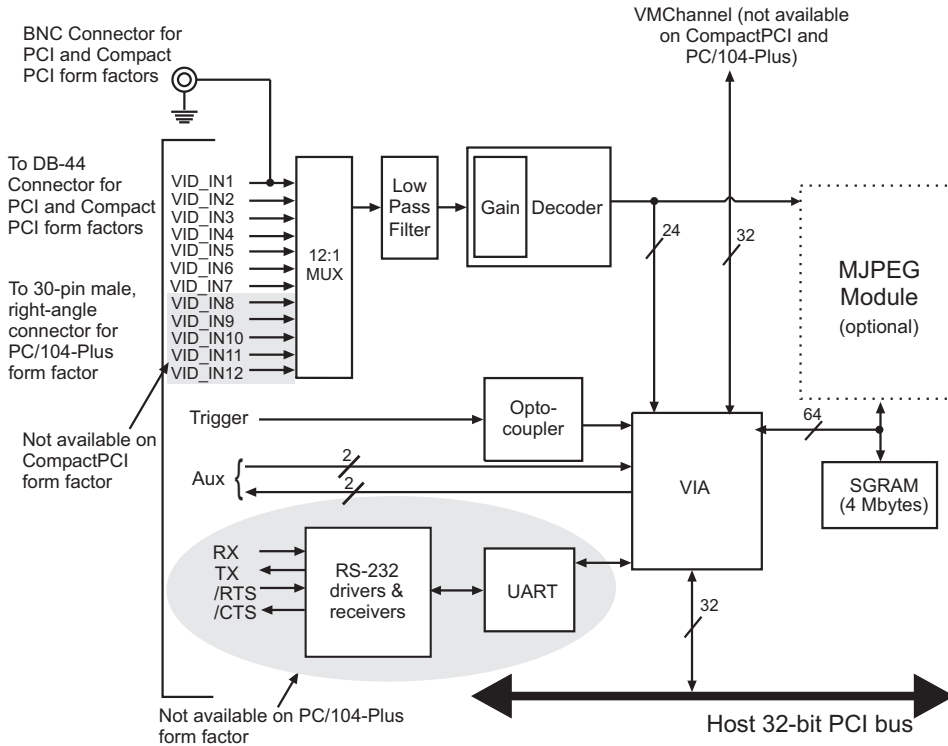 BNC Connector for
PCI and Compact
PCI form factors
VMChannel (not available
on CompactPCI and
PC/104-Plus)
To DB-44
Connector for
PCI and Compact
PCI form factors
To 30-pin male,
right-angle
connector for
PC/104-Plus
form factor
Not available on
CompactPCI
form factor
VID_IN1
VID_IN2
VID_IN3
VID_IN4
VID_IN5
VID_IN6
VID_IN7
VID_IN8
VID_IN9
VID_IN10
VID_IN11
VID_IN12
12:1
MUX
Low
Pass
Filter
Gain
Decoder
24
32
MJPEG
Module
(optional)
Trigger
Opto-
coupler
Aux
2
2
VIA
64
SGRAM
(4 Mbytes)
RX
TX
/RTS
/CTS
RS-232
drivers &
receivers
UART
32
Not available on PC/104-Plus
form factor
Host 32-bit PCI bus